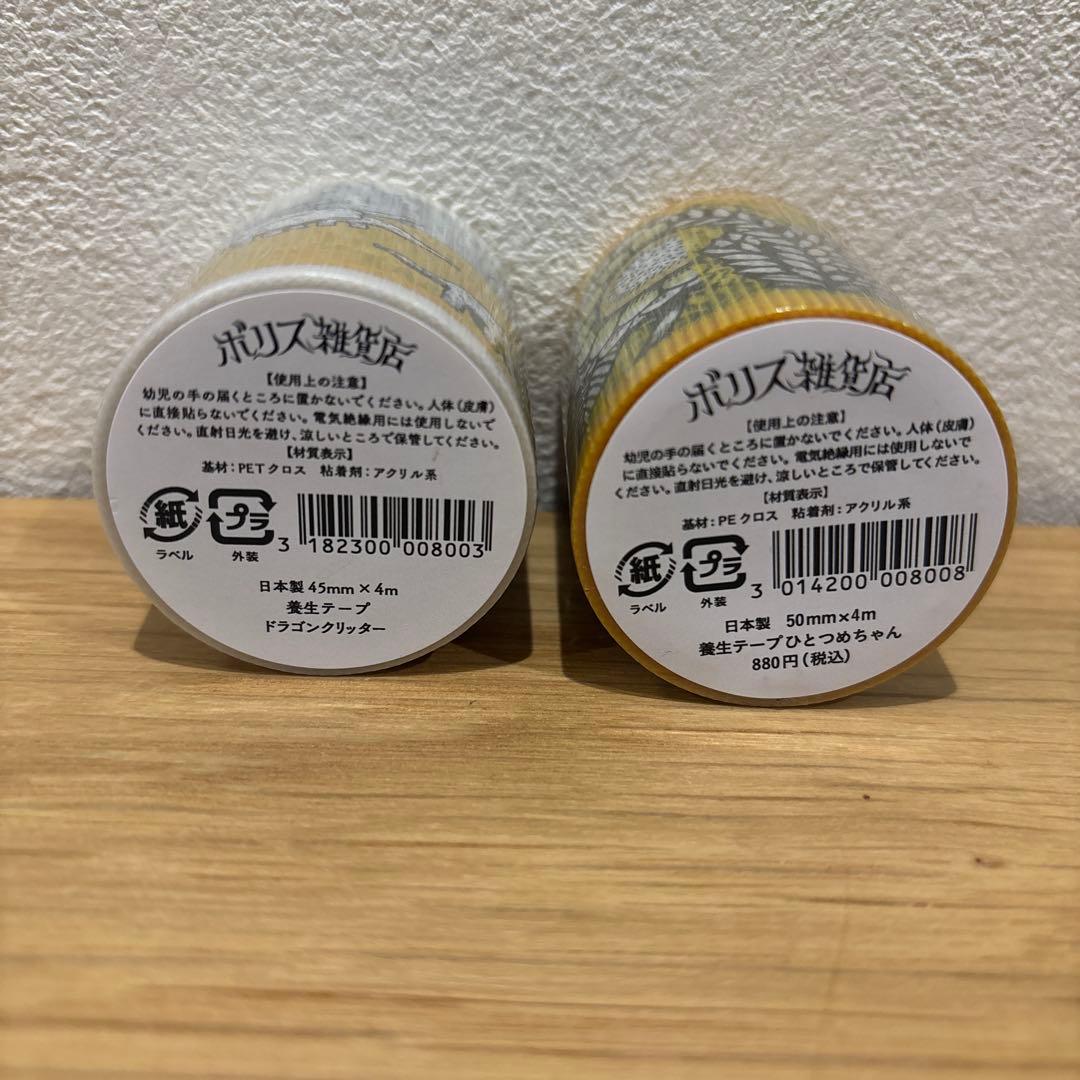 ボリス雑貨店
【使用上の注意】
幼児の手の届くところに置かないでください。人体（皮膚）
に直接貼らないでください。電気絶縁用には使用しないで
ください。直射日光を避け、涼しいところで保管してください。
【材質表示】
基材：PETクロス　粘着剤：アクリル系
紙
ラベル
プラ
外装
3 182300 008003
日本製 45mm×4m
養生テープ
ドラゴンクリッター
ボリス雑貨店
【使用上の注意】
幼児の手の届くところに置かないでください。人体（皮膚）
に直接貼らないでください。電気絶縁用には使用しないで
ください。直射日光を避け、涼しいところで保管してください。
【材質表示】
基材：PEクロス　粘着剤：アクリル系
紙
ラベル
プラ
外装
3 014200 008008
日本製　50mm×4m
養生テープひとつめちゃん
880円（税込）